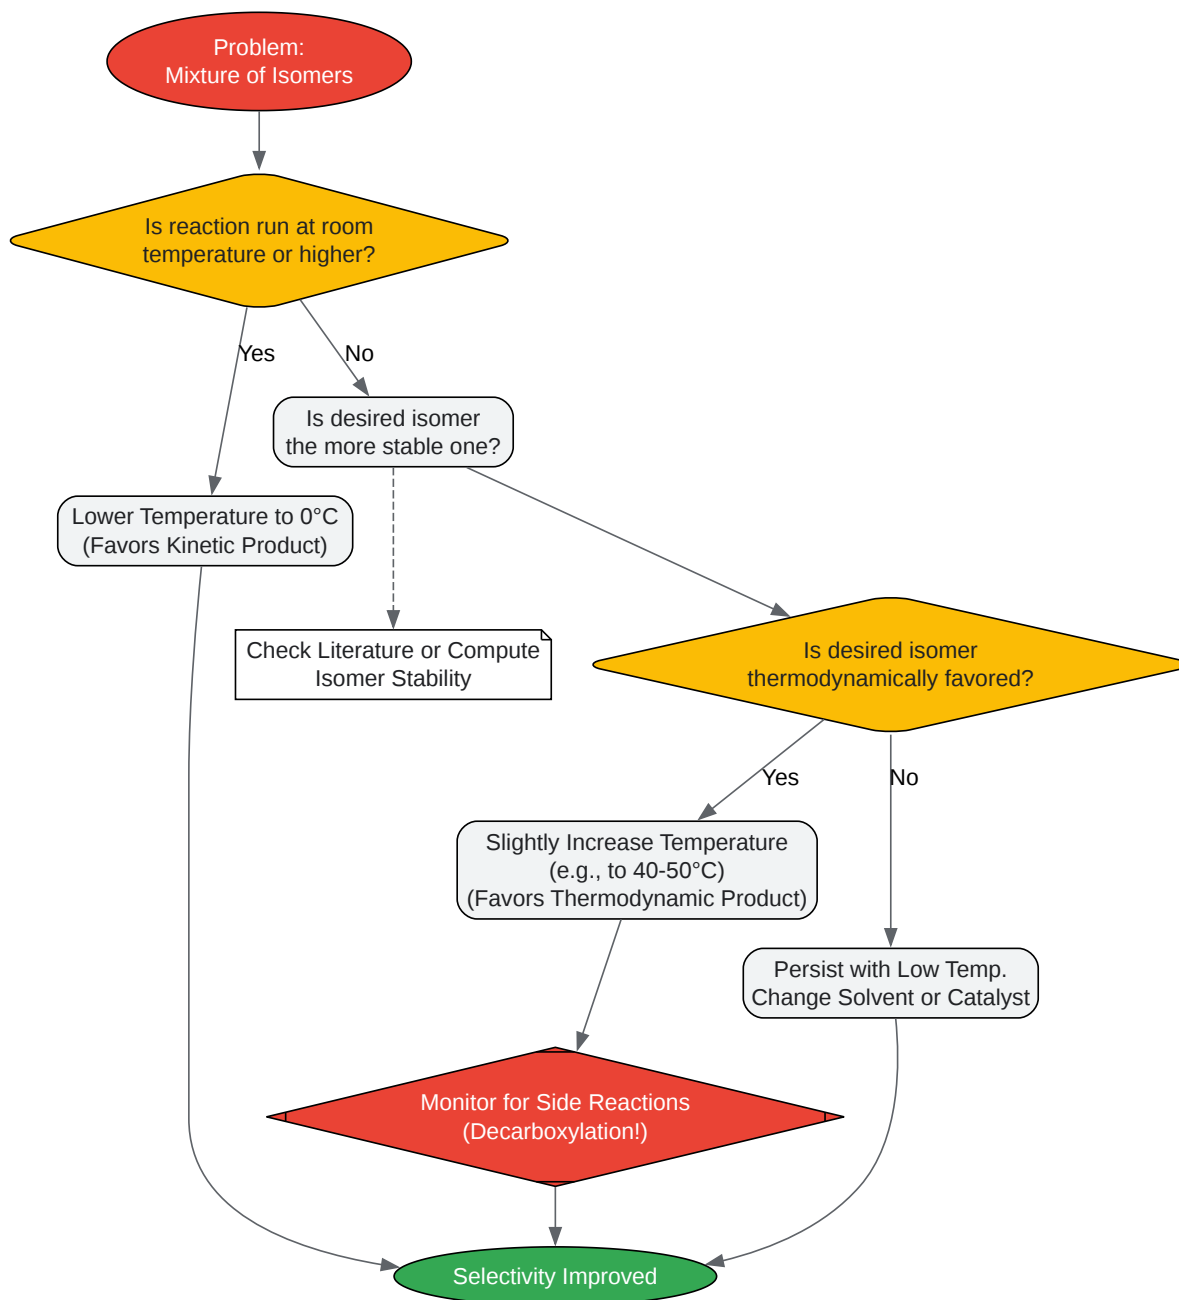 Problem:
Mixture of Isomers
Is reaction run at room
temperature or higher?
Yes
No
Is desired isomer
the more stable one?
Lower Temperature to 0°C
(Favors Kinetic Product)
Check Literature or Compute
Isomer Stability
Is desired isomer
thermodynamically favored?
Yes
No
Slightly Increase Temperature
(e.g., to 40-50°C)
(Favors Thermodynamic Product)
Persist with Low Temp.
Change Solvent or Catalyst
Monitor for Side Reactions
(Decarboxylation!)
Selectivity Improved